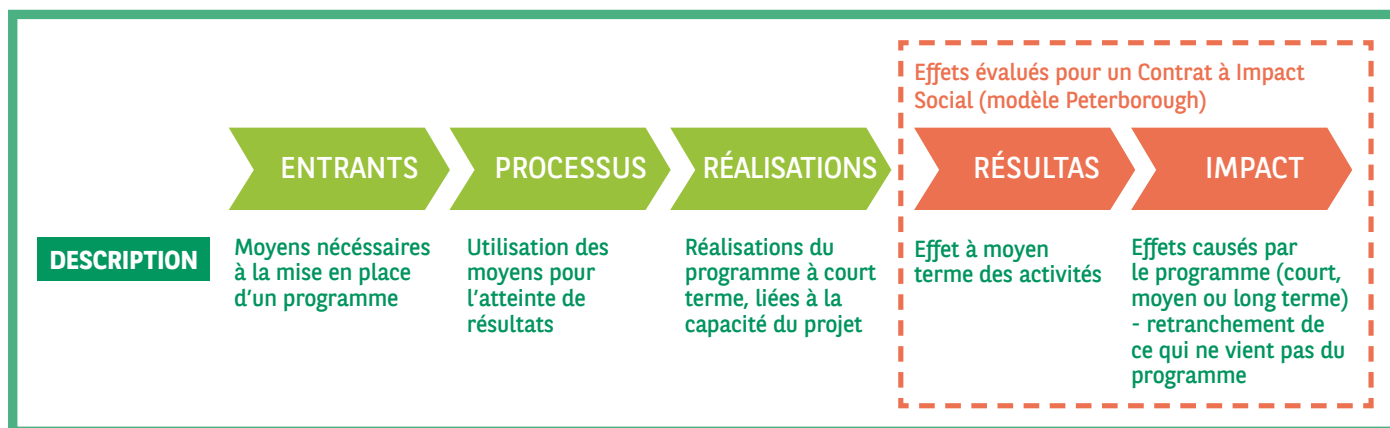 Effets évalués pour un Contrat à Impact
Social (modèle Peterborough)
ENTRANTS
PROCESSUS
RÉALISATIONS
RÉSULTAS
IMPACT
DESCRIPTION
Moyens nécéssaires
à la mise en place
d'un programme
Utilisation des
moyens pour
l'atteinte de
résultats
Réalisations du
programme à court
terme, liées à la
capacité du projet
Effet à moyen
terme des activités
Effets causés par
le programme (court,
moyen ou long terme)
- retranchement de
ce qui ne vient pas du
programme